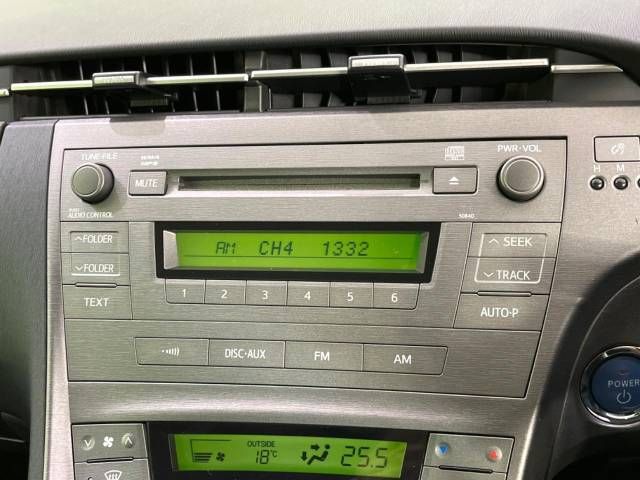 TUNE·FILE
PWR·VOL
MUTE
AUDIO CONTROL
50840
AM CH4 1332
FOLDER
FOLDER
TEXT
SEEK
TRACK
AUTO·P
1 2 3 4 5 6
DISC·AUX
FM
AM
H M
POWER
OUTSIDE
18°C
25.5